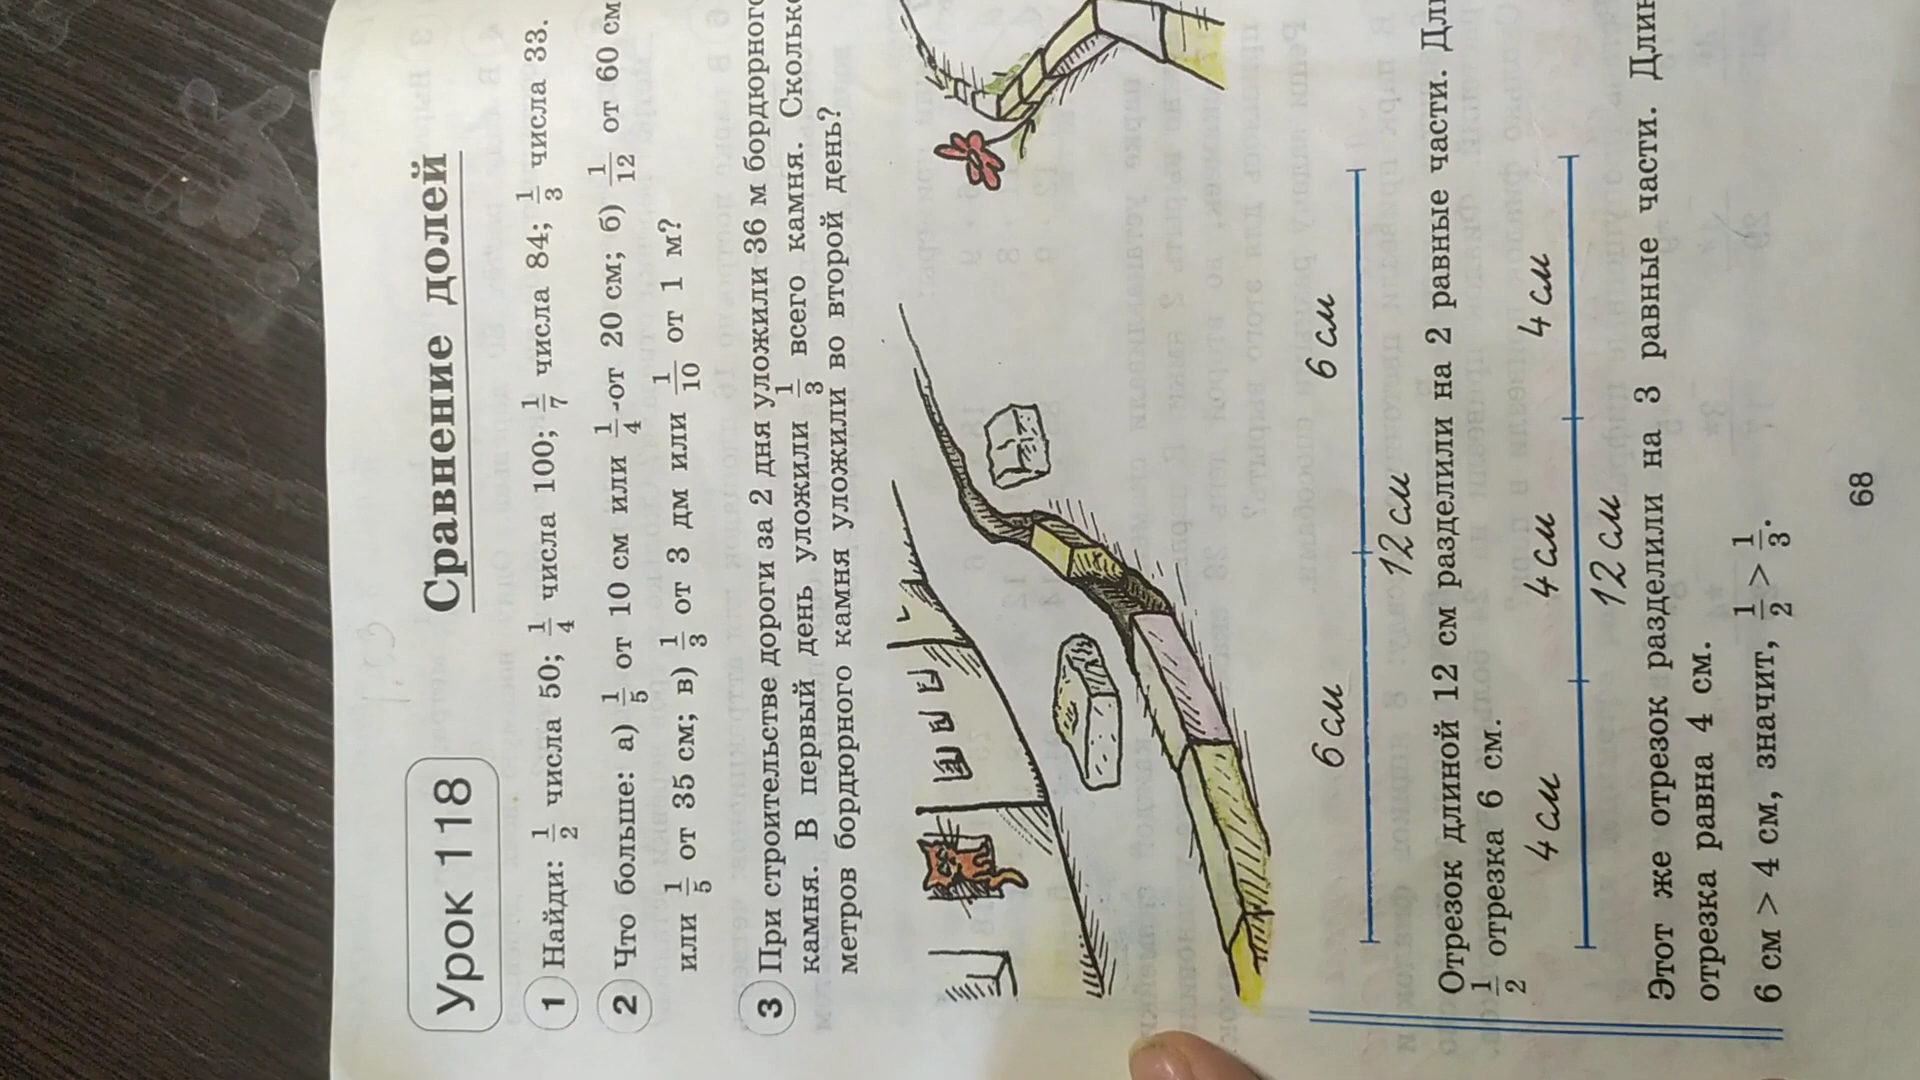 Урок 118
Сравнение долей
1 Найди: 1/2 числа 50; 1/4 числа 100; 1/7 числа 84; 1/3 числа 33.
2 Что больше: а) 1/5 от 10 см или 1/4 от 20 см; б) 1/12 от 60 см
или 1/5 от 35 см; в) 1/3 от 3 дм или 1/10 от 1 м?
3 При строительстве дороги за 2 дня уложили 36 м бордюрного
камня. В первый день уложили 1/3 всего камня. Сколько
метров бордюрного камня уложили во второй день?
6 см 6 см
12 см
Отрезок длиной 12 см разделили на 2 равные части.
1/2 отрезка 6 см.
4 см 4 см 4 см
12 см
Этот же отрезок разделили на 3 равные части.
отрезка равна 4 см.
6 см > 4 см, значит, 1/2 > 1/3.
68